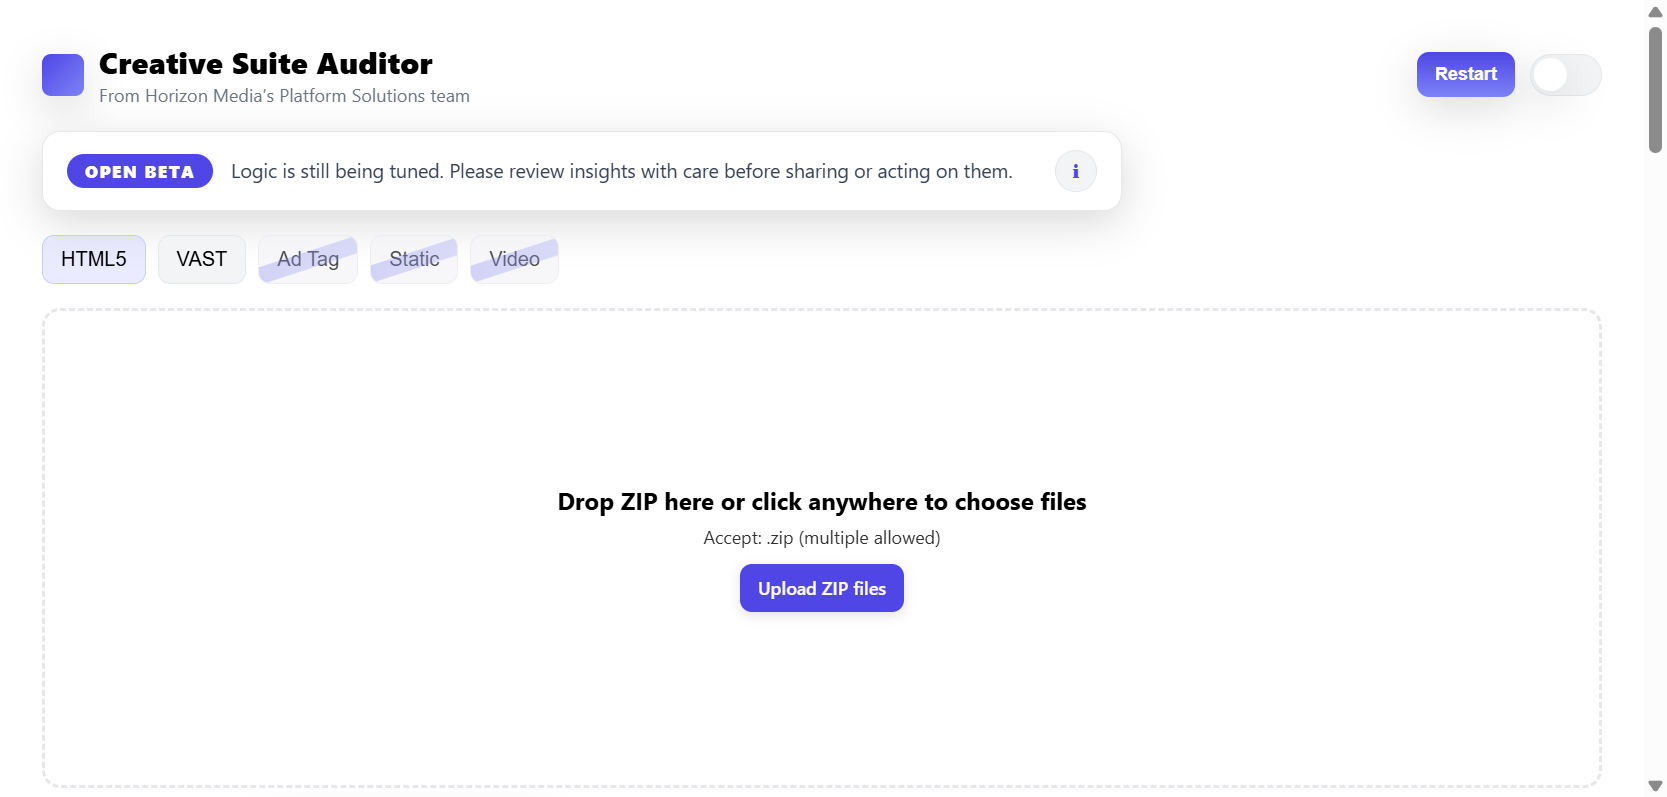 Creative Suite Auditor
From Horizon Media’s Platform Solutions team
Restart
OPEN BETA
Logic is still being tuned. Please review insights with care before sharing or acting on them.
i
HTML5
VAST
Ad Tag
Static
Video
Drop ZIP here or click anywhere to choose files
Accept: .zip (multiple allowed)
Upload ZIP files